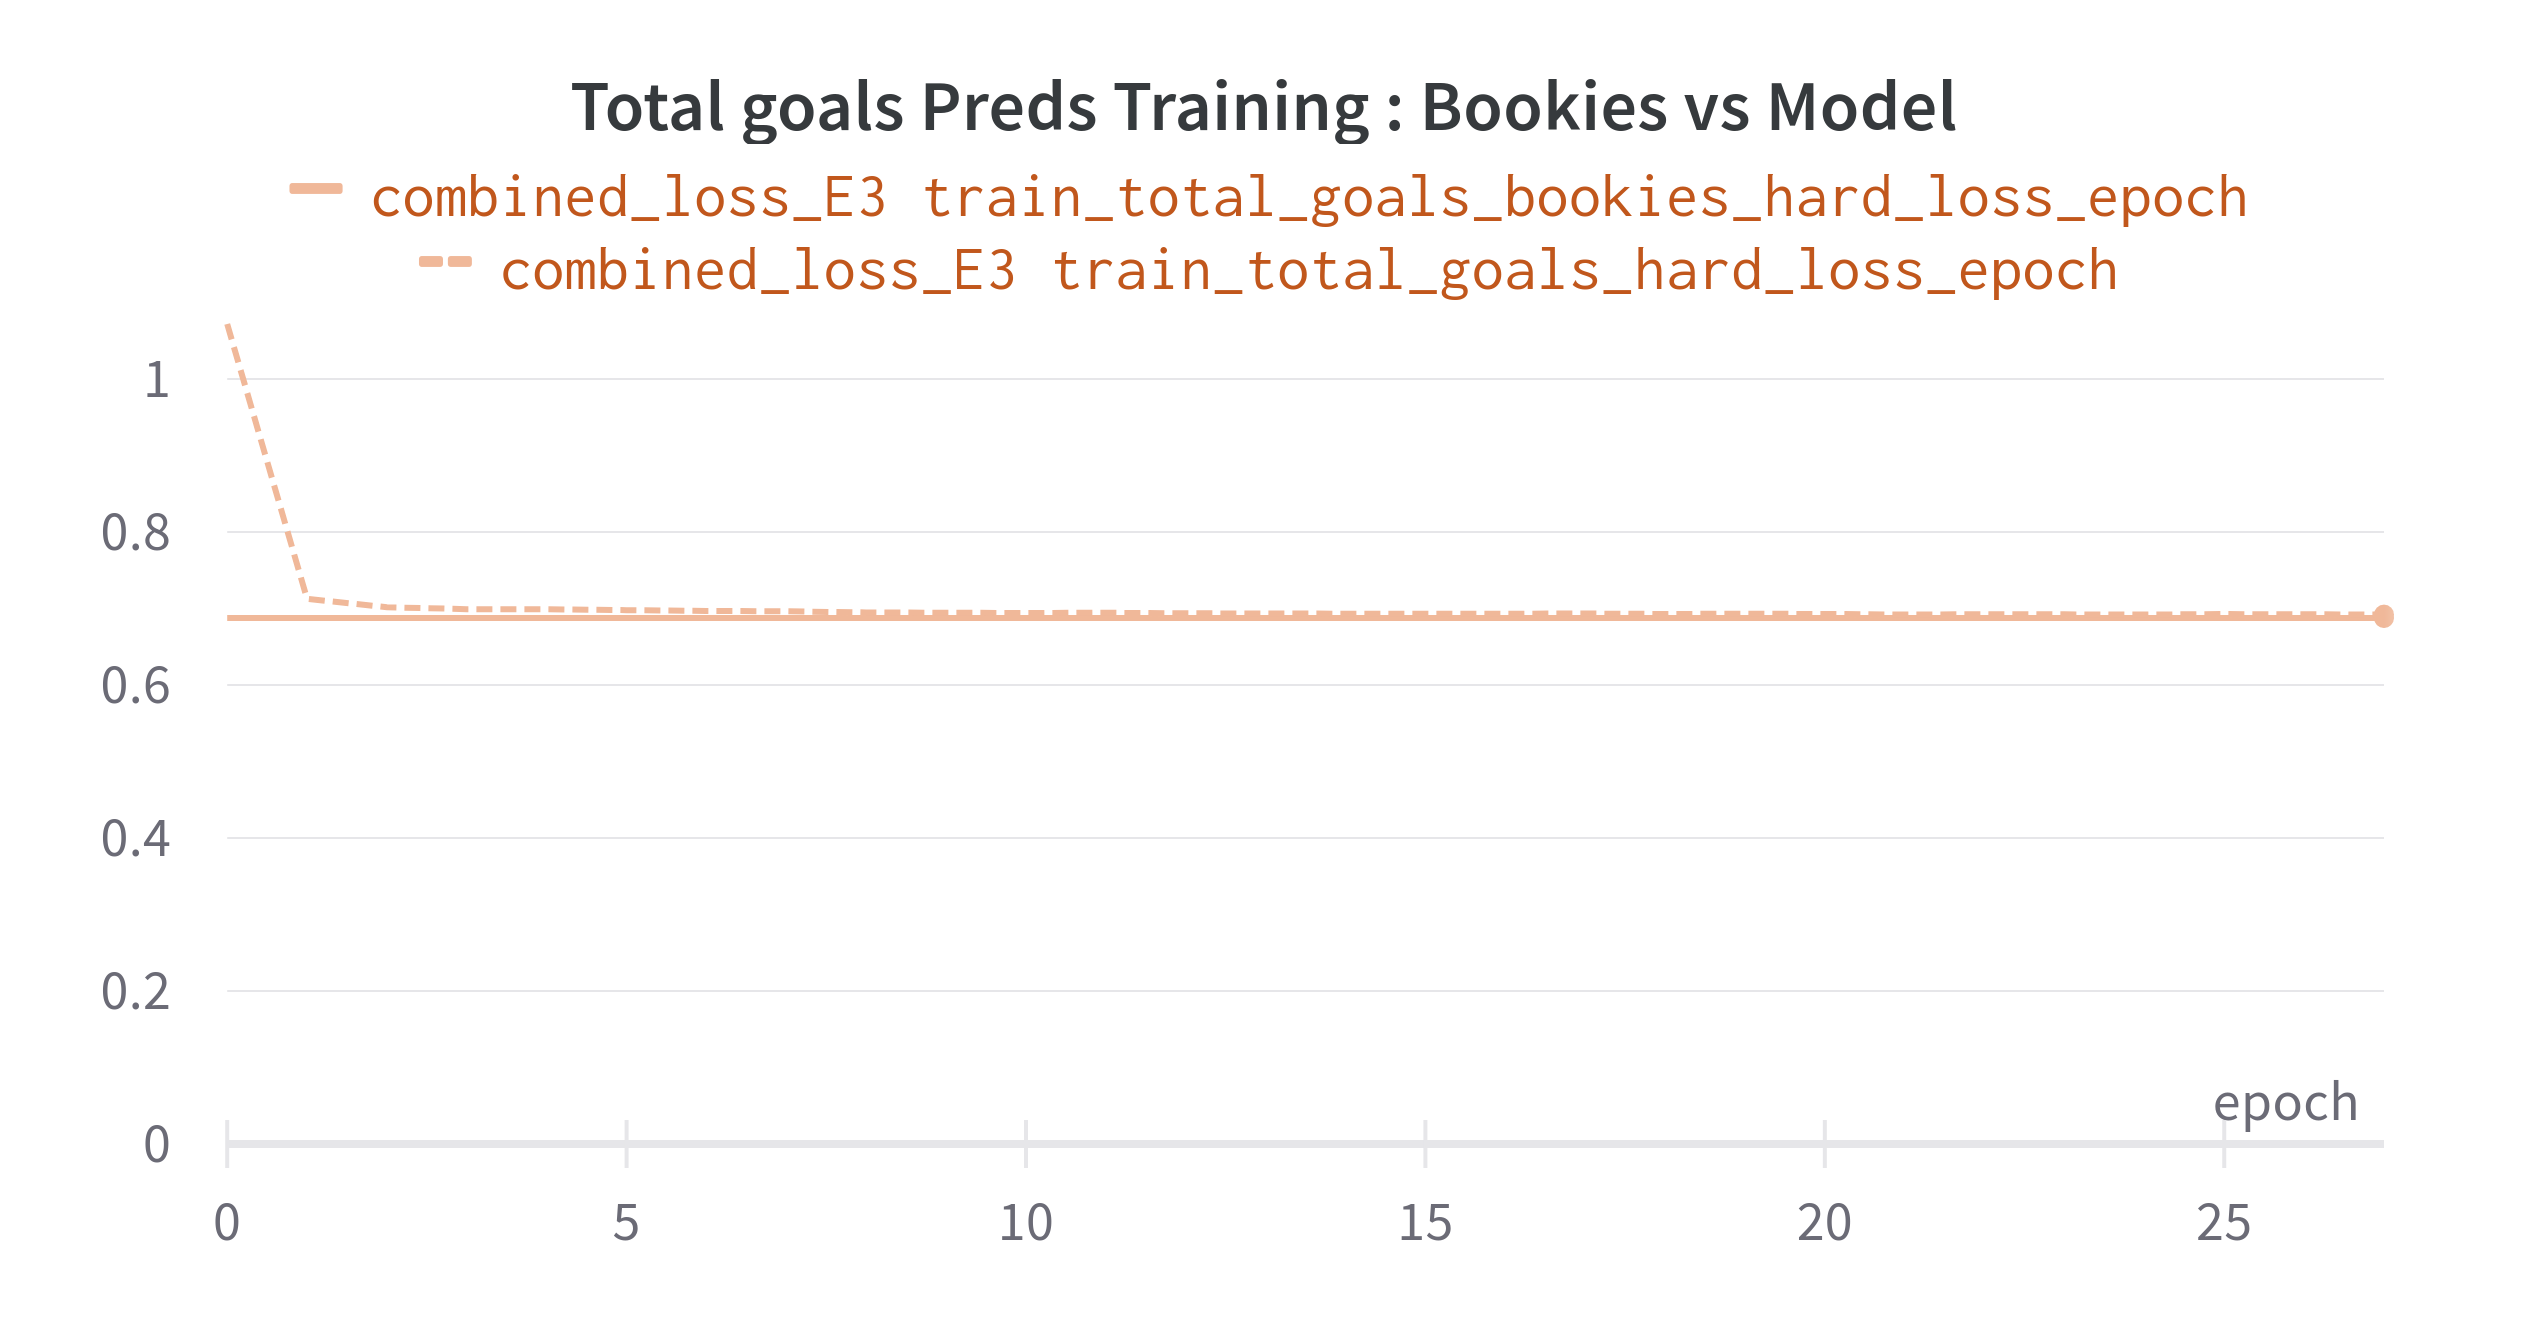 Total goals Preds Training : Bookies vs Model
combined_loss_E3 train_total_goals_bookies_hard_loss_epoch
combined_loss_E3 train_total_goals_hard_loss_epoch
1
0.8
0.6
0.4
0.2
epoch
0
0 5 10 15 20 25